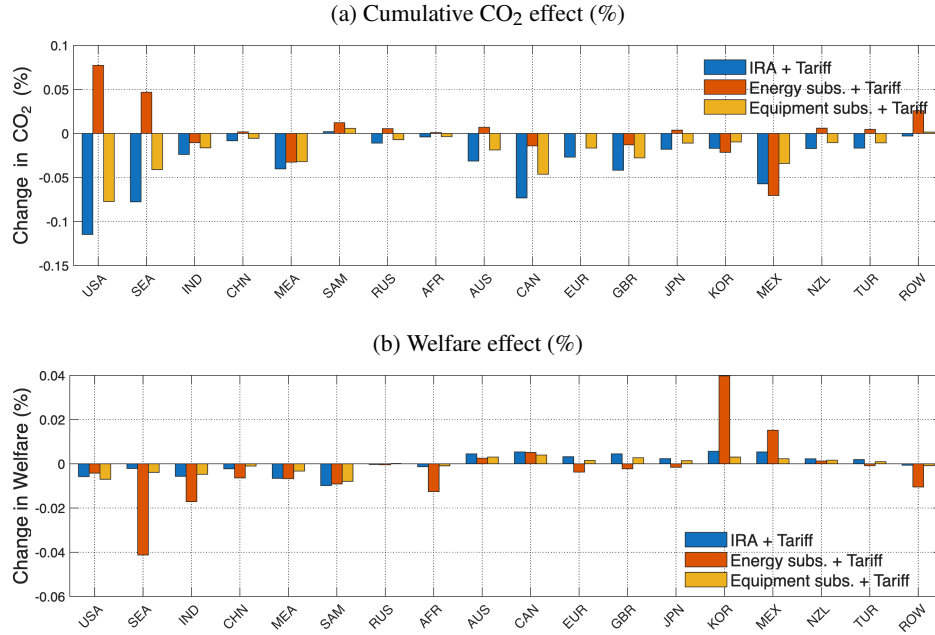 (a) Cumulative CO2 effect (%)
0.1
0.05
0
-0.05
-0.1
-0.15
Change in CO2 (%)
IRA + Tariff
Energy subs. + Tariff
Equipment subs. + Tariff
USA SEA IND CHN MEA SAM RUS AFR AUS CAN EUR GBR JPN KOR MEX NZL TUR ROW
(b) Welfare effect (%)
0.04
0.02
0
-0.02
-0.04
-0.06
Change in Welfare (%)
IRA + Tariff
Energy subs. + Tariff
Equipment subs. + Tariff
USA SEA IND CHN MEA SAM RUS AFR AUS CAN EUR GBR JPN KOR MEX NZL TUR ROW